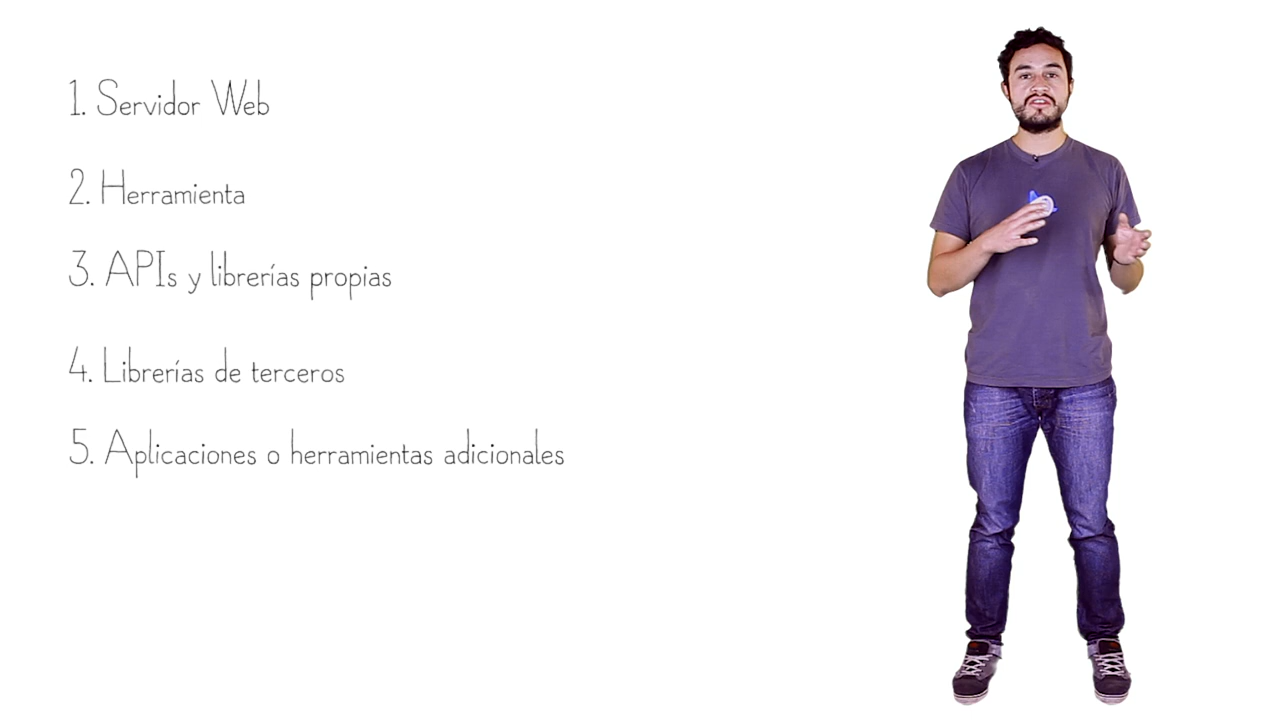 1. Servidor Web
2. Herramienta
3. APIs y librerías propias
4. Librerías de terceros
5. Aplicaciones o herramientas adicionales